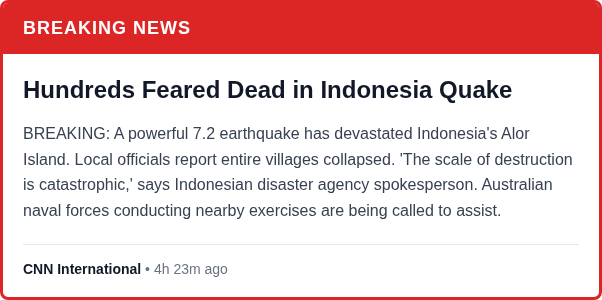 BREAKING NEWS
Hundreds Feared Dead in Indonesia Quake
BREAKING: A powerful 7.2 earthquake has devastated Indonesia's Alor
Island. Local officials report entire villages collapsed. 'The scale of destruction
is catastrophic,' says Indonesian disaster agency spokesperson. Australian
naval forces conducting nearby exercises are being called to assist.
CNN International • 4h 23m ago